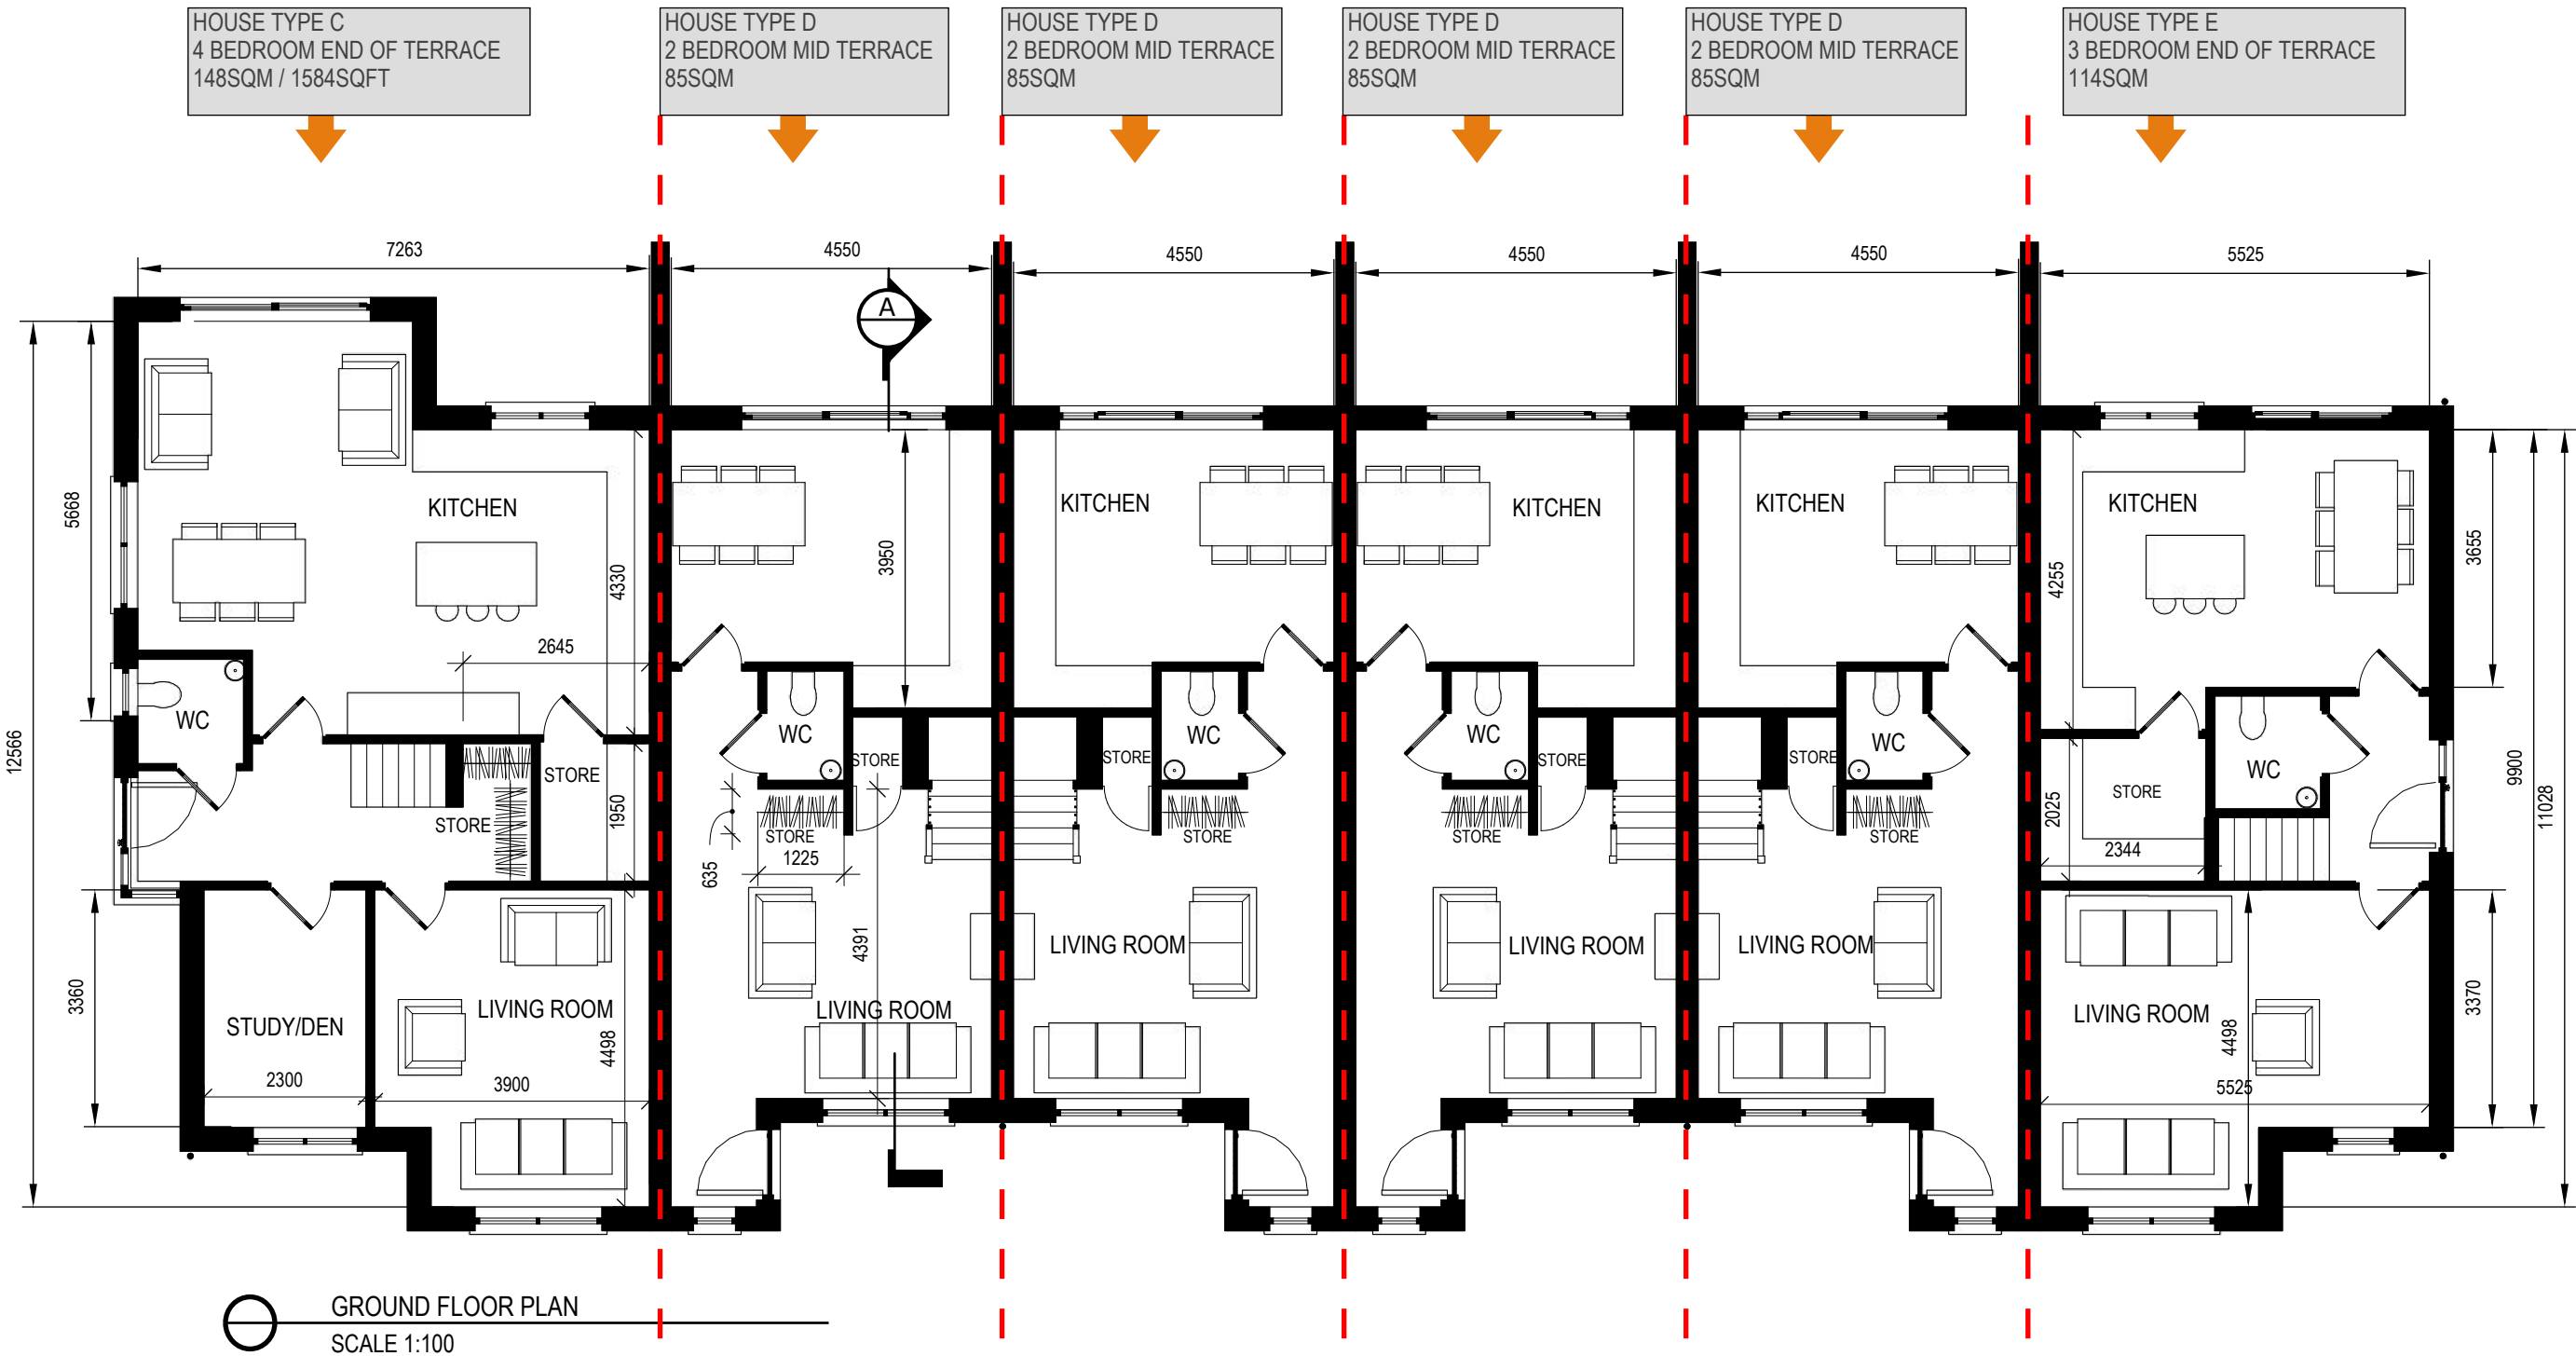 HOUSE TYPE C
4 BEDROOM END OF TERRACE
148SQM / 1584SQFT
HOUSE TYPE D
2 BEDROOM MID TERRACE
85SQM
HOUSE TYPE D
2 BEDROOM MID TERRACE
85SQM
HOUSE TYPE D
2 BEDROOM MID TERRACE
85SQM
HOUSE TYPE D
2 BEDROOM MID TERRACE
85SQM
HOUSE TYPE E
3 BEDROOM END OF TERRACE
114SQM
7263
4550
4550
4550
4550
5525
A
12566
5668
3360
KITCHEN
4330
2645
WC
STORE
STORE
1950
STUDY/DEN
2300
LIVING ROOM
3900
4498
3950
WC
STORE
STORE
635
1225
4391
LIVING ROOM
KITCHEN
STORE
WC
STORE
LIVING ROOM
KITCHEN
WC
STORE
STORE
LIVING ROOM
KITCHEN
STORE
WC
STORE
LIVING ROOM
KITCHEN
4255
3655
9900
11028
2025
STORE
2344
WC
LIVING ROOM
4498
5525
3370
GROUND FLOOR PLAN
SCALE 1:100